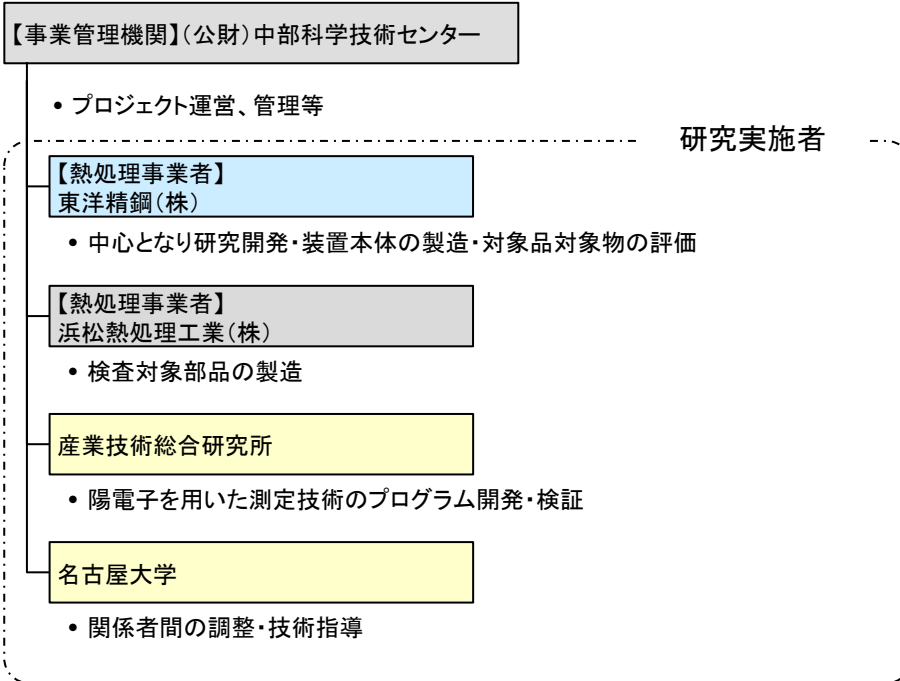 【事業管理機関】（公財）中部科学技術センター
• プロジェクト運営、管理等
研究実施者
【熱処理事業者】
東洋精鋼（株）
• 中心となり研究開発・装置本体の製造・対象品対象物の評価
【熱処理事業者】
浜松熱処理工業（株）
• 検査対象部品の製造
産業技術総合研究所
• 陽電子を用いた測定技術のプログラム開発・検証
名古屋大学
• 関係者間の調整・技術指導